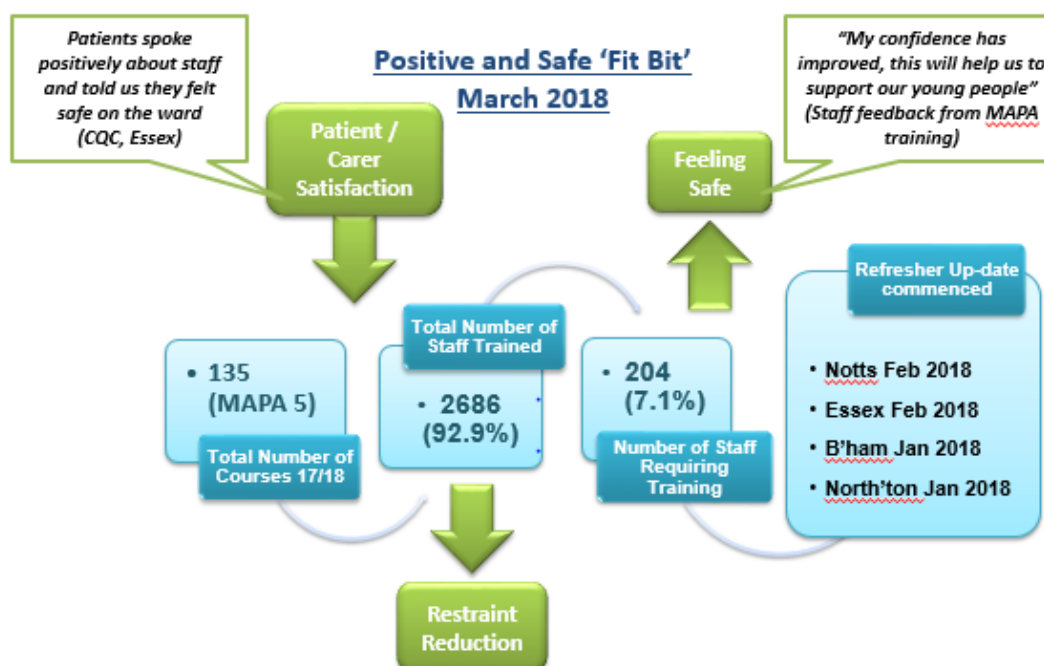 Patients spoke
positively about staff
and told us they felt
safe on the ward
(CQC, Essex)
Positive and Safe ‘Fit Bit’
March 2018
“My confidence has
improved, this will help us to
support our young people”
(Staff feedback from MAPA
training)
Patient /
Carer
Satisfaction
Feeling
Safe
Refresher Up-date
commenced
Total Number of
Staff Trained
• 135
(MAPA 5)
Total Number of
Courses 17/18
• 2686
(92.9%)
• 204
(7.1%)
Number of Staff
Requiring
Training
• Notts Feb 2018
• Essex Feb 2018
• B’ham Jan 2018
• North’ton Jan 2018
Restraint
Reduction